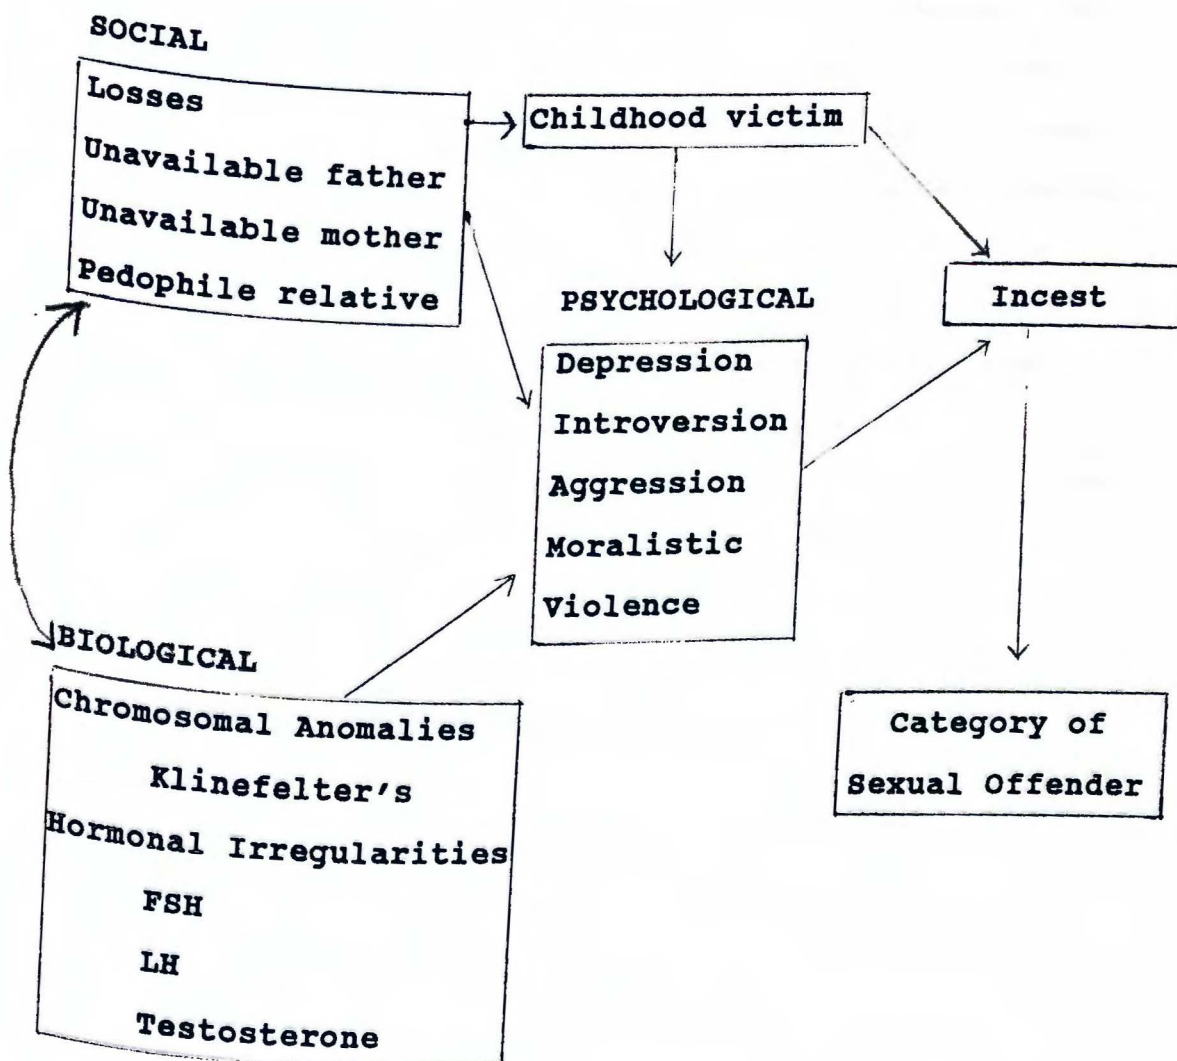 SOCIAL
Losses
Unavailable father
Unavailable mother
Pedophile relative
Childhood victim
PSYCHOLOGICAL
Depression
Introversion
Aggression
Moralistic
Violence
Incest
BIOLOGICAL
Chromosomal Anomalies
Klinefelter's
Hormonal Irregularities
FSH
LH
Testosterone
Category of
Sexual Offender